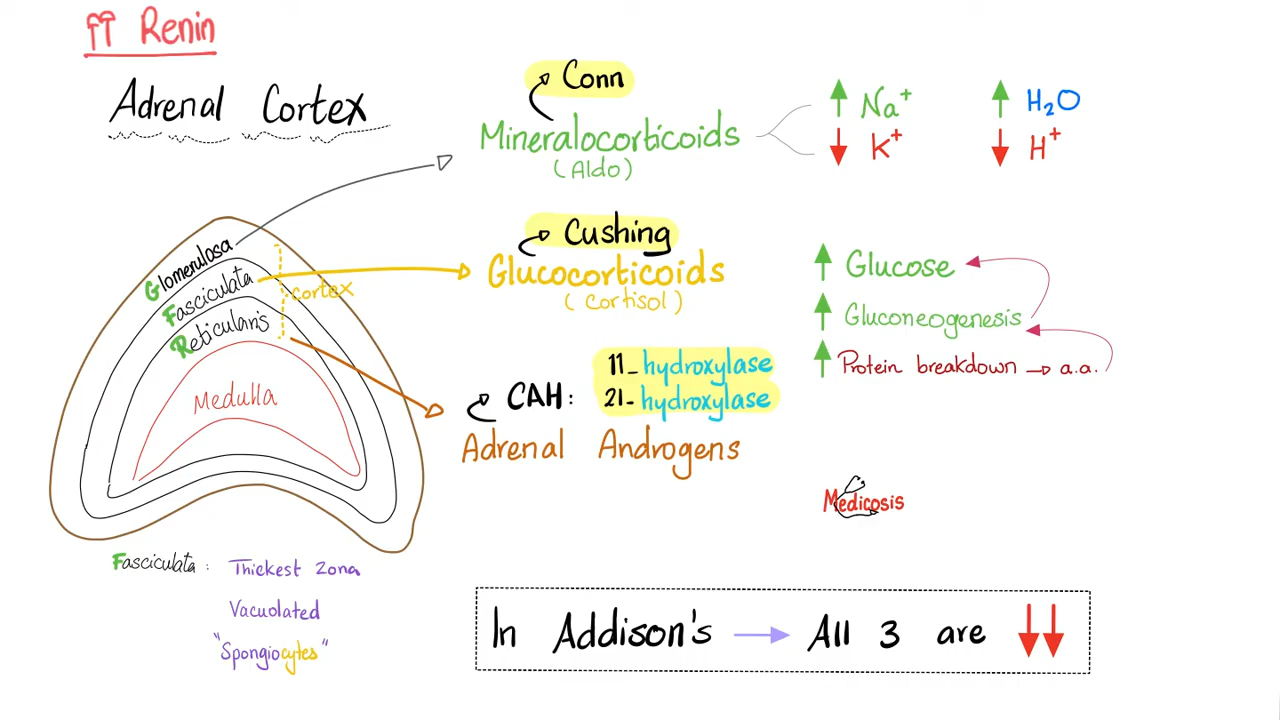 ⇈ Renin
Adrenal Cortex
Conn
Mineralocorticoids
(Aldo)
↑ Na⁺
↓ K⁺
↑ H₂O
↓ H⁺
Cushing
Glucocorticoids
(Cortisol)
↑ Glucose
↑ Gluconeogenesis
↑ Protein breakdown → a.a.
Glomerulosa
Fasciculata
Reticularis
cortex
Medulla
CAH: 11_ hydroxylase
21- hydroxylase
Adrenal Androgens
Medicosis
Fasciculata: Thickest Zona
Vacuolated
"Spongiocytes"
In Addison's → All 3 are ↓↓